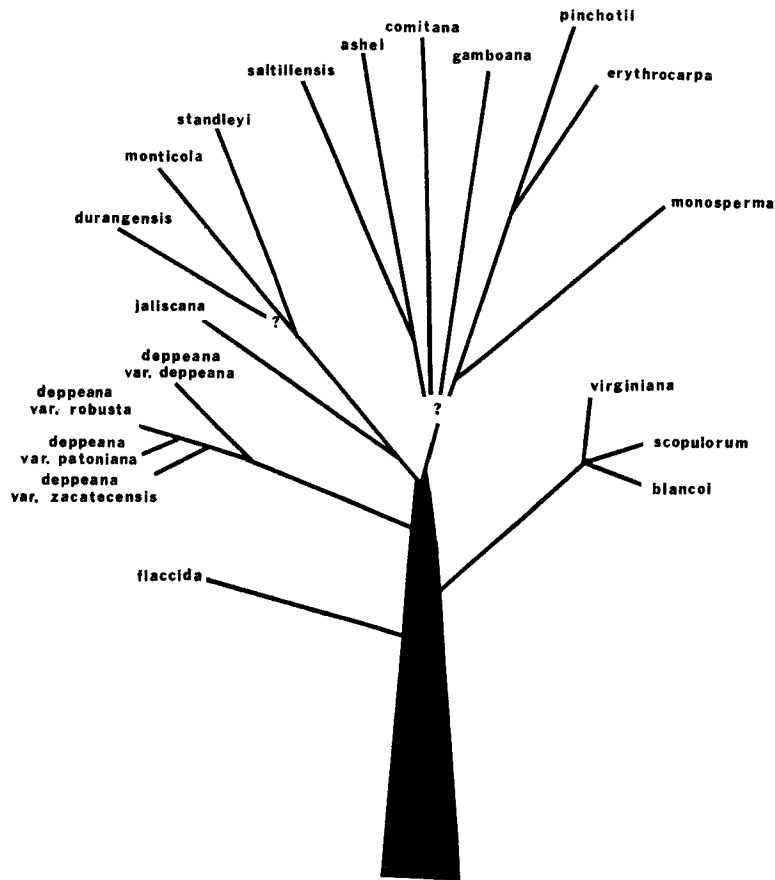 pinchotii
comitana
ashei
gamboana
saltillensis
erythrocarpa
standleyi
monticola
monosperma
durangensis
?
jaliscana
deppeana
var. deppeana
virginiana
deppeana
var. robusta
?
deppeana
var. patoniana
scopulorum
deppeana
var. zacatecensis
blancoi
flaccida